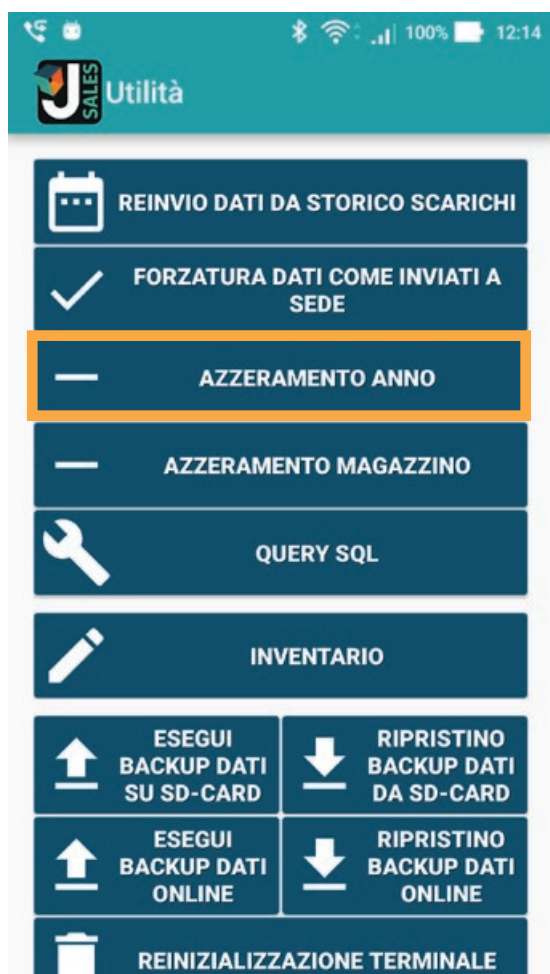 100% 12:14
J SALES Utilità
REINVIO DATI DA STORICO SCARICHI
FORZATURA DATI COME INVIATI A
SEDE
AZZERAMENTO ANNO
AZZERAMENTO MAGAZZINO
QUERY SQL
INVENTARIO
ESEGUI
BACKUP DATI
SU SD-CARD
RIPRISTINO
BACKUP DATI
DA SD-CARD
ESEGUI
BACKUP DATI
ONLINE
RIPRISTINO
BACKUP DATI
ONLINE
REINIZIALIZZAZIONE TERMINALE